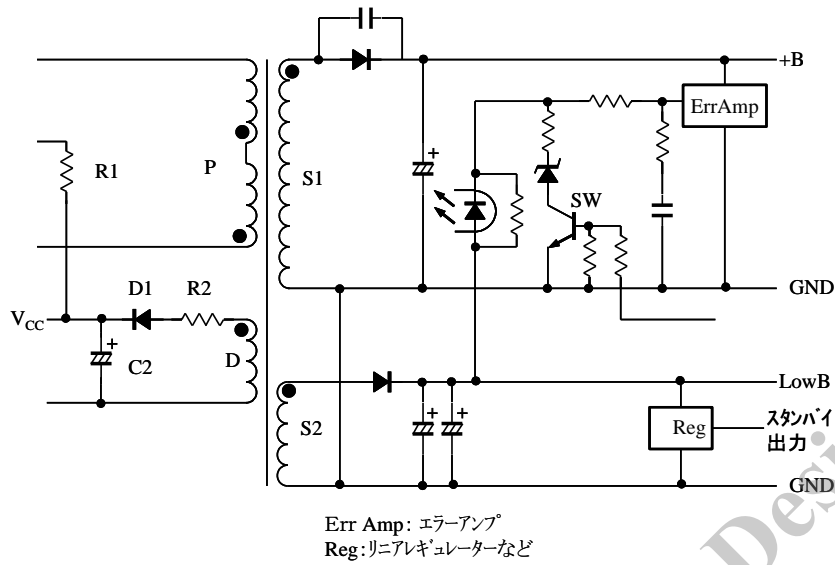 +B
ErrAmp
R1
P
S1
SW
GND
D1
R2
VCC
C2
D
LowB
S2
Reg
スタンバイ
出力
GND
Desi
Err Amp: エラーアンプ
Reg:リニアレギュレーターなど